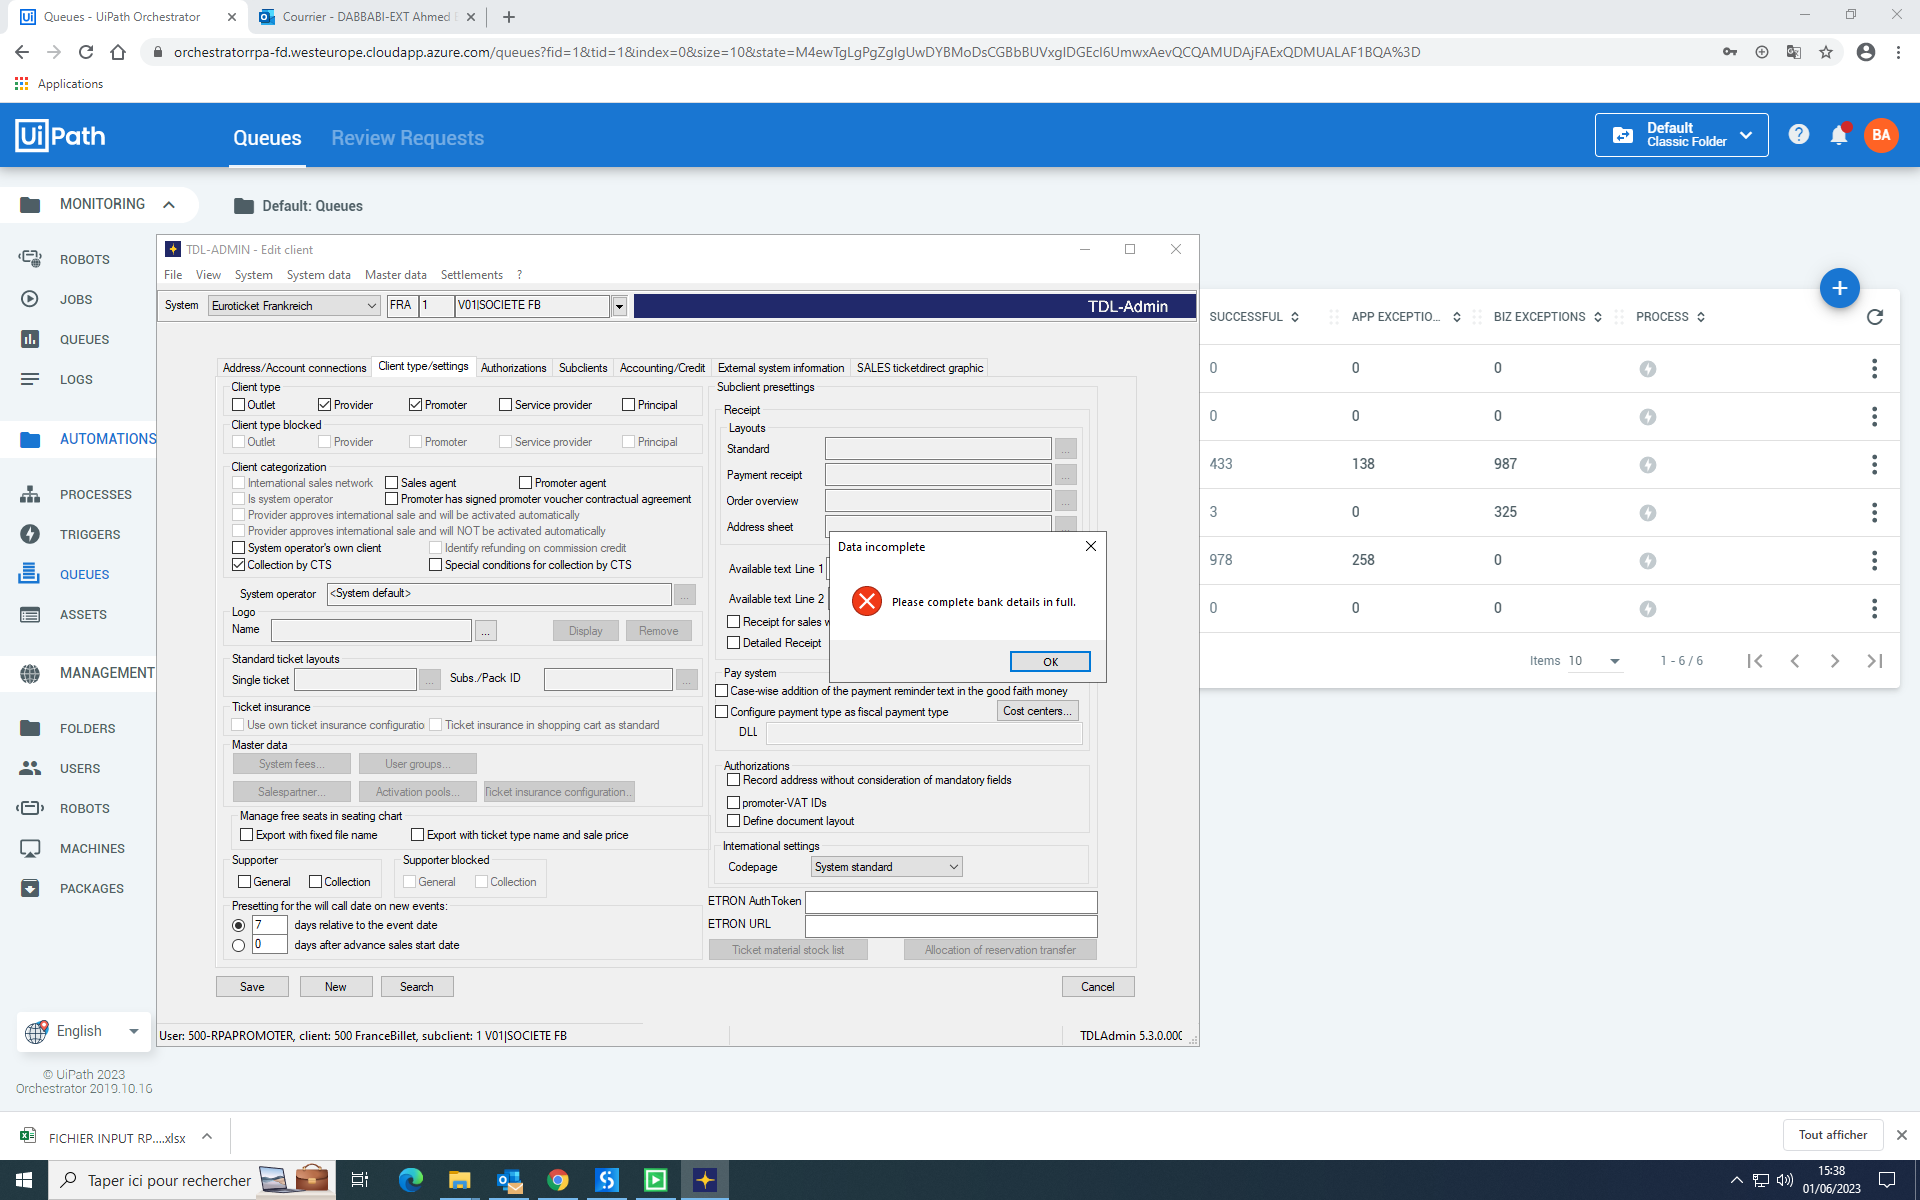 Queues - UiPath Orchestrator
Courrier - DABBABI-EXT Ahmed
orchestratorrpa-fd.westeurope.cloudapp.azure.com/queues?fid=1&tid=1&index=0&size=10&state=
Applications
UiPath
Queues
Review Requests
Default
Classic Folder
BA
MONITORING
Default: Queues
ROBOTS
JOBS
QUEUES
LOGS
AUTOMATIONS
PROCESSES
TRIGGERS
QUEUES
ASSETS
MANAGEMENT
FOLDERS
USERS
ROBOTS
MACHINES
PACKAGES
English
© UiPath 2023
Orchestrator 2019.10.16
TDL-ADMIN - Edit client
File View System System data Master data Settlements ?
System Euroticket Frankreich FRA 1 V01|SOCIETE FB TDL-Admin
Address/Account connections Client type/settings Authorizations Subclients Accounting/Credit External system information SALES ticketdirect graphic
Client type
Outlet Provider Promoter Service provider Principal
Client type blocked
Outlet Provider Promoter Service provider Principal
Client categorization
International sales network Sales agent Promoter agent
Is system operator Promoter has signed promoter voucher contractual agreement
Provider approves international sale and will be activated automatically
Provider approves international sale and will NOT be activated automatically
System operator's own client Identify refunding on commission credit
Collection by CTS Special conditions for collection by CTS
System operator <System default> ...
Logo
Name ... Display Remove
Standard ticket layouts
Single ticket ... Subs./Pack ID ...
Ticket insurance
Use own ticket insurance configuratio Ticket insurance in shopping cart as standard
Master data
System fees... User groups...
Salespartner... Activation pools... Ticket insurance configuration..
Manage free seats in seating chart
Export with fixed file name Export with ticket type name and sale price
Supporter Supporter blocked
General Collection General Collection
Presetting for the will call date on new events:
7 days relative to the event date
0 days after advance sales start date
Subclient presettings
Receipt
Layouts
Standard ...
Payment receipt ...
Order overview ...
Address sheet ...
Available text Line 1
Available text Line 2
Receipt for sales
Detailed Receipt
Pay system
Case-wise addition of the payment reminder text in the good faith money
Configure payment type as fiscal payment type Cost centers...
DLL
Authorizations
Record address without consideration of mandatory fields
promoter-VAT IDs
Define document layout
International settings
Codepage System standard
ETRON AuthToken
ETRON URL
Ticket material stock list Allocation of reservation transfer
Save New Search Cancel
User: 500-RPAPROMOTER, client: 500 FranceBillet, subclient: 1 V01|SOCIETE FB TDLAdmin 5.3.0.000
Data incomplete
Please complete bank details in full.
OK
SUCCESSFUL APP EXCEPTIO... BIZ EXCEPTIONS PROCESS
0 0 0
0 0 0
433 138 987
3 0 325
978 258 0
0 0 0
Items 10 1 - 6 / 6
FICHIER INPUT RP....xlsx
Tout afficher
Taper ici pour rechercher
15:38
01/06/2023